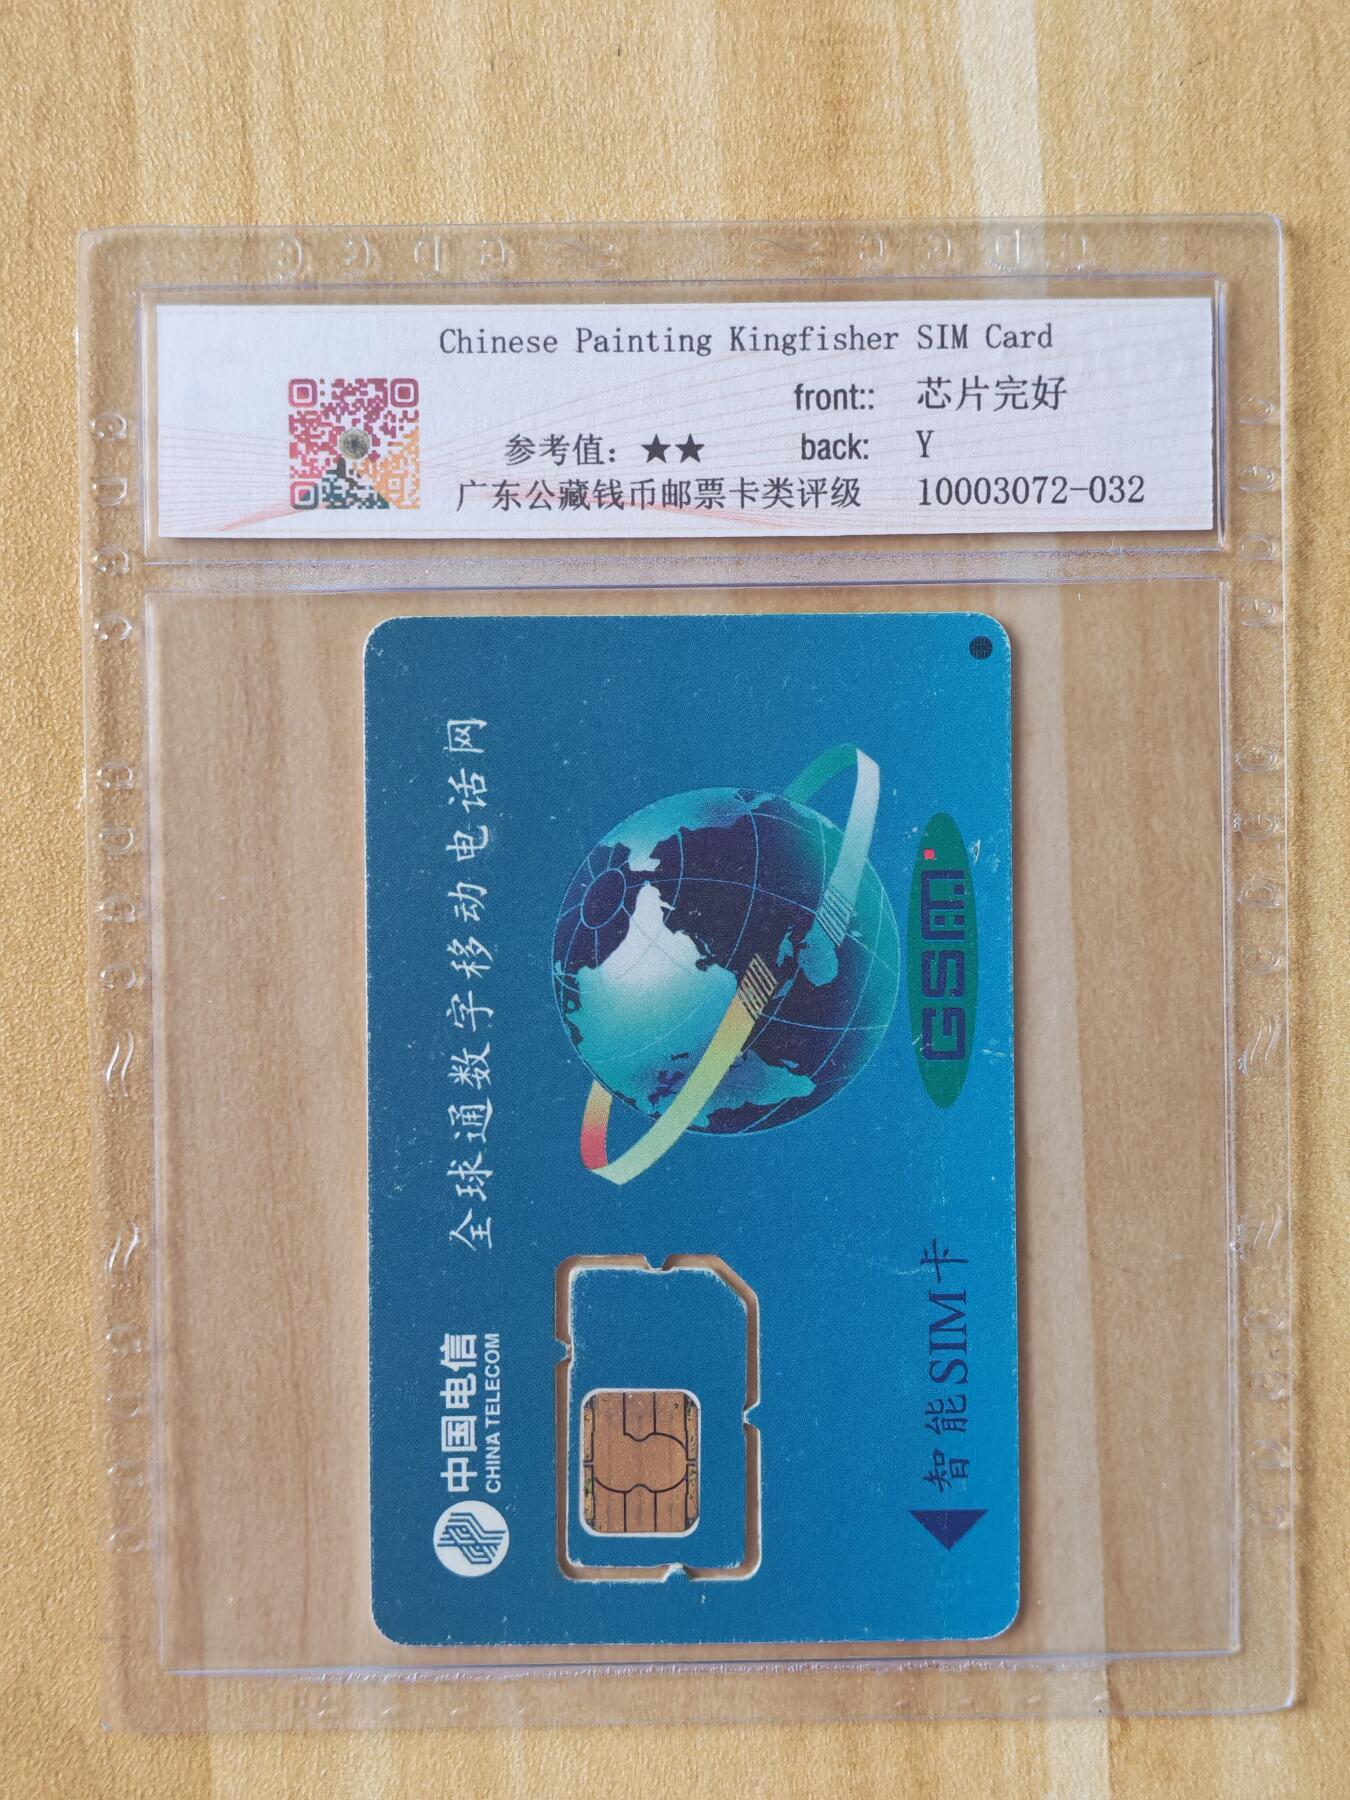 Chinese Painting Kingfisher SIM Card
front:: 芯片完好
参考值：★★ back: Y
广东公藏钱币邮票卡类评级 10003072-032
全球通数字移动电话网
中国电信
CHINA TELECOM
GSM
智能SIM卡